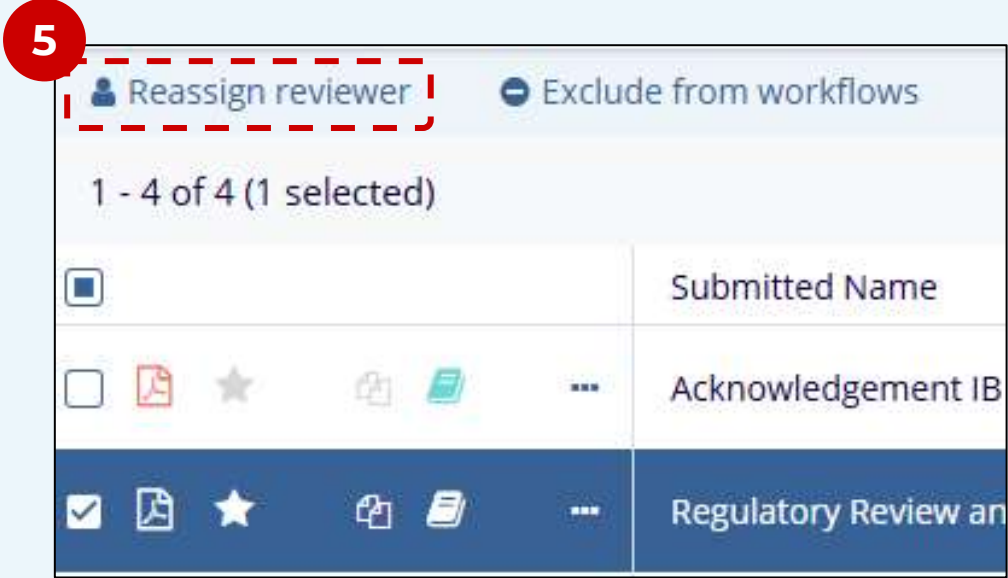 5
Reassign reviewer Exclude from workflows
1 - 4 of 4 (1 selected)
Submitted Name
Acknowledgement IB
Regulatory Review an